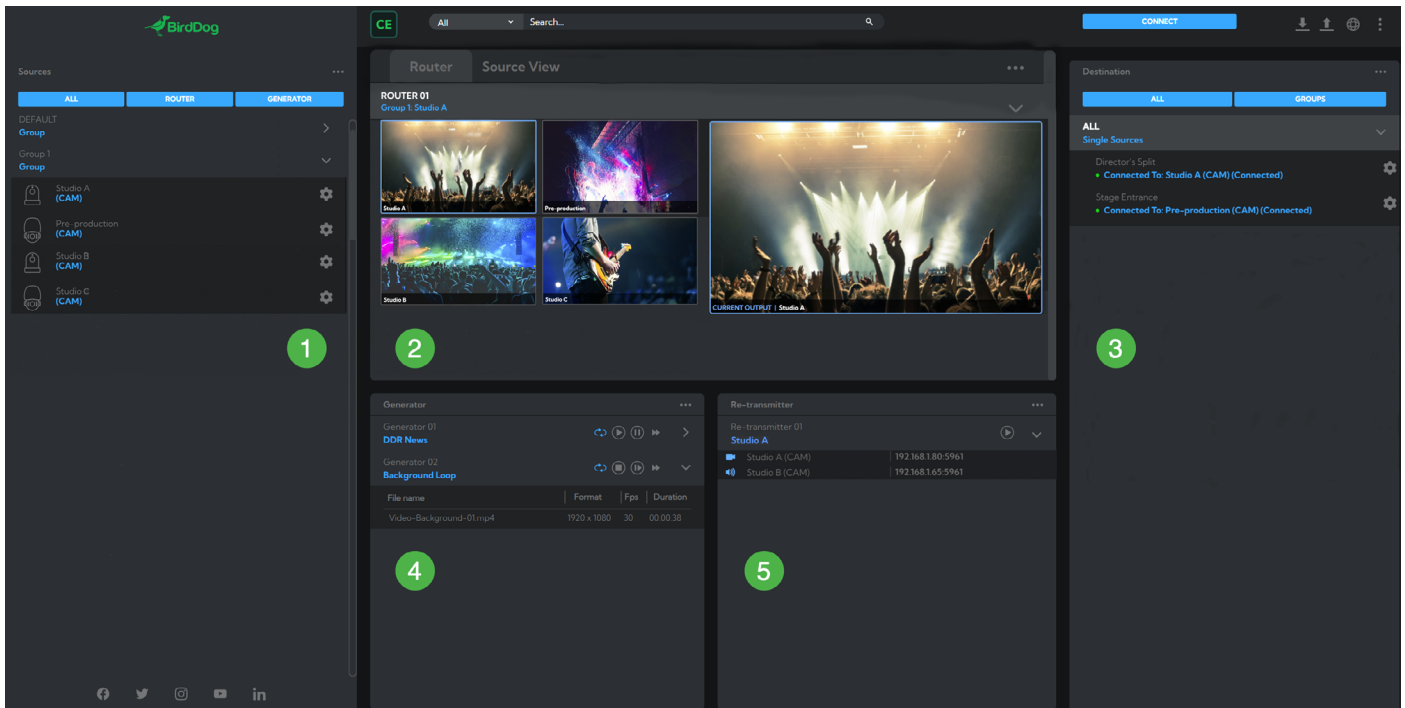 BirdDog
CE
All
Search...
CONNECT
Sources
ALL ROUTER GENERATOR
DEFAULT
Group
Group 1
Group
Studio A
(CAM)
Pre-production
(CAM)
Studio B
(CAM)
Studio C
(CAM)
1
Router Source View
ROUTER 01
Group 1: Studio A
Studio A
Pre-production
Studio B
Studio C
CURRENT OUTPUT | Studio A
2
Destination
ALL GROUPS
ALL
Single Sources
Director's Split
Connected To: Studio A (CAM) (Connected)
Stage Entrance
Connected To: Pre-production (CAM) (Connected)
3
Generator
Generator 01
DDR News
Generator 02
Background Loop
File name Format Fps Duration
Video-Background-01.mp4 1920 x 1080 30 00.00.38
4
Re-transmitter
Re-transmitter 01
Studio A
Studio A (CAM) 192.168.1.80:5961
Studio B (CAM) 192.168.1.65:5961
5